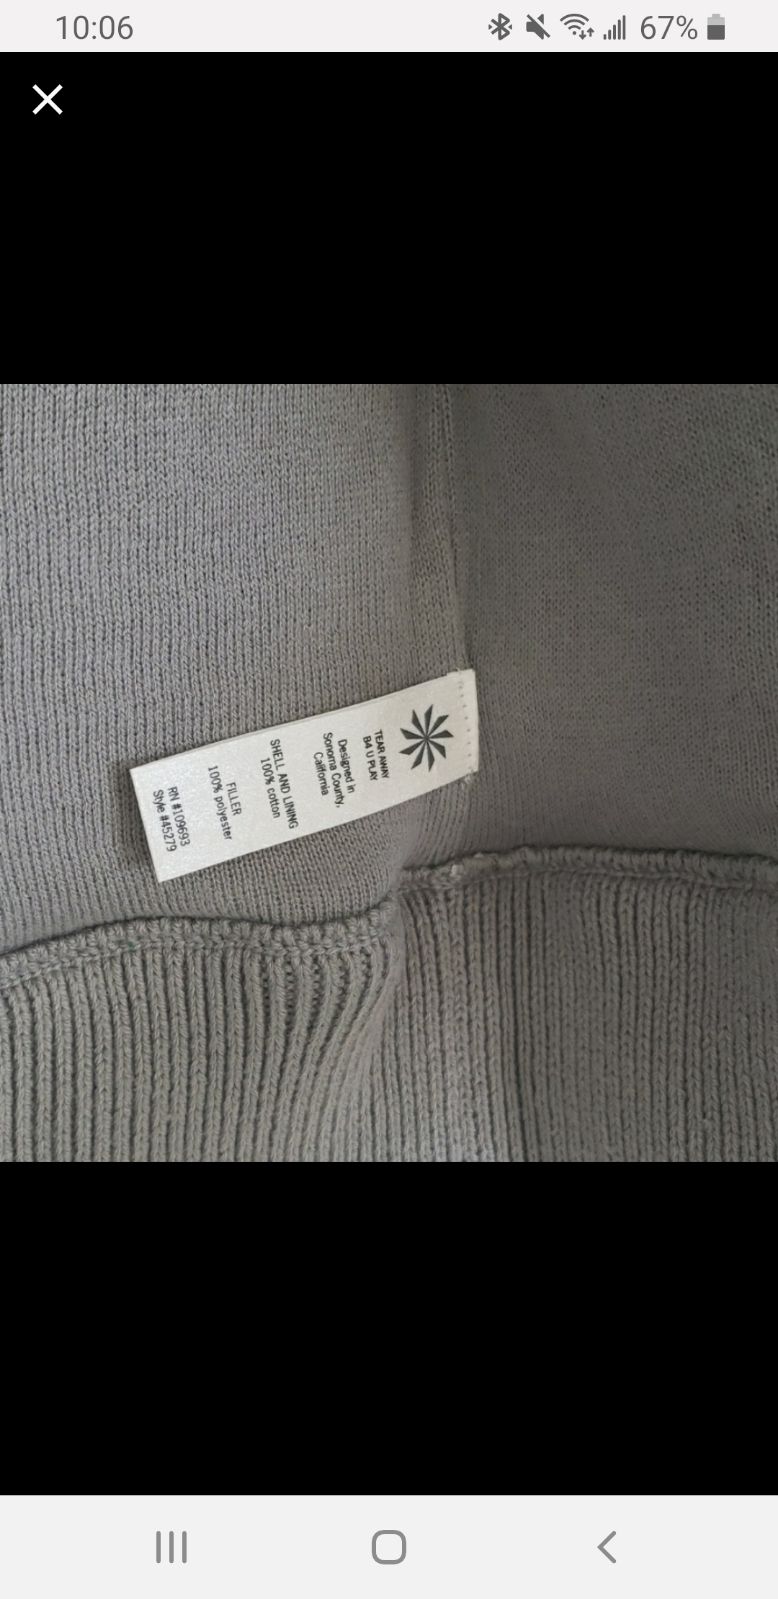 10:06
67%
TEAR AWAY
B4 U PLAY
Designed in
Sonoma County,
California
SHELL AND LINING
100% cotton
FILLER
100% polyester
RN #109693
Style #45279